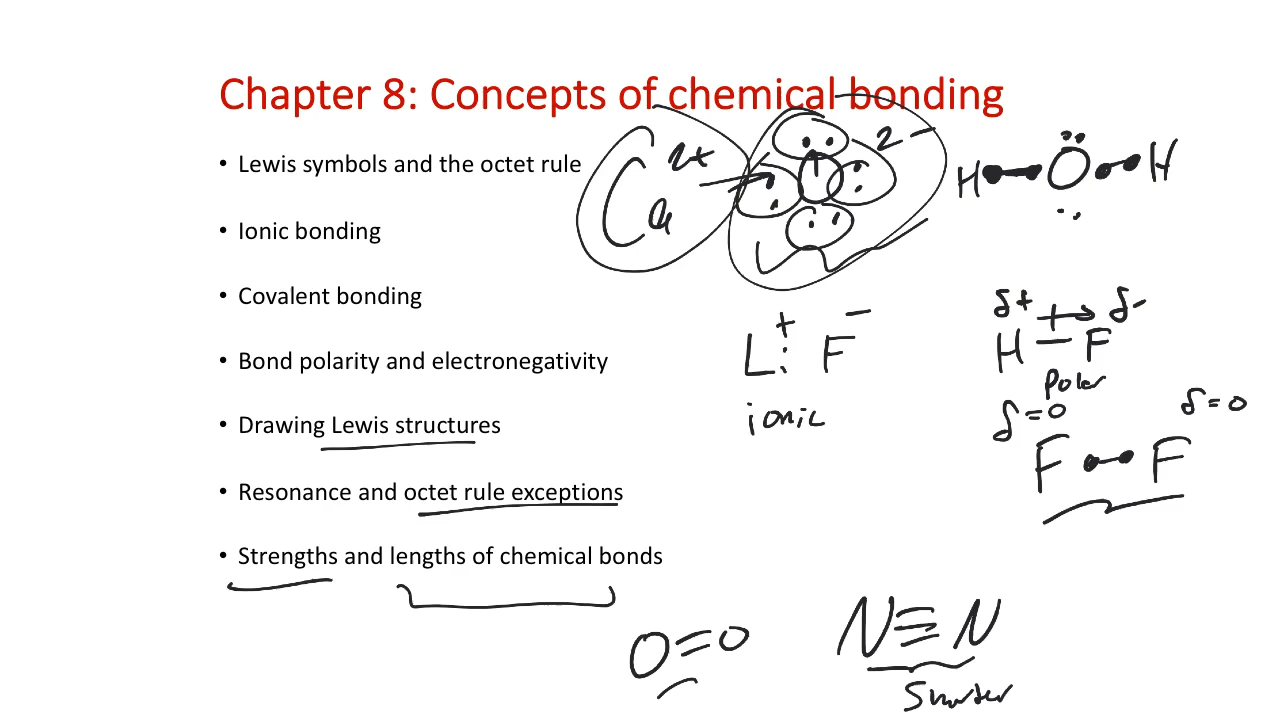 Chapter 8: Concepts of chemical bonding
• Lewis symbols and the octet rule
• Ionic bonding
• Covalent bonding
• Bond polarity and electronegativity
• Drawing Lewis structures
• Resonance and octet rule exceptions
• Strengths and lengths of chemical bonds
Ca 2+ O 2−
H O H
Li + F −
ionic
δ+ δ−
H — F
Polar
δ=0 δ=0
F — F
O=O
N≡N
Shorter